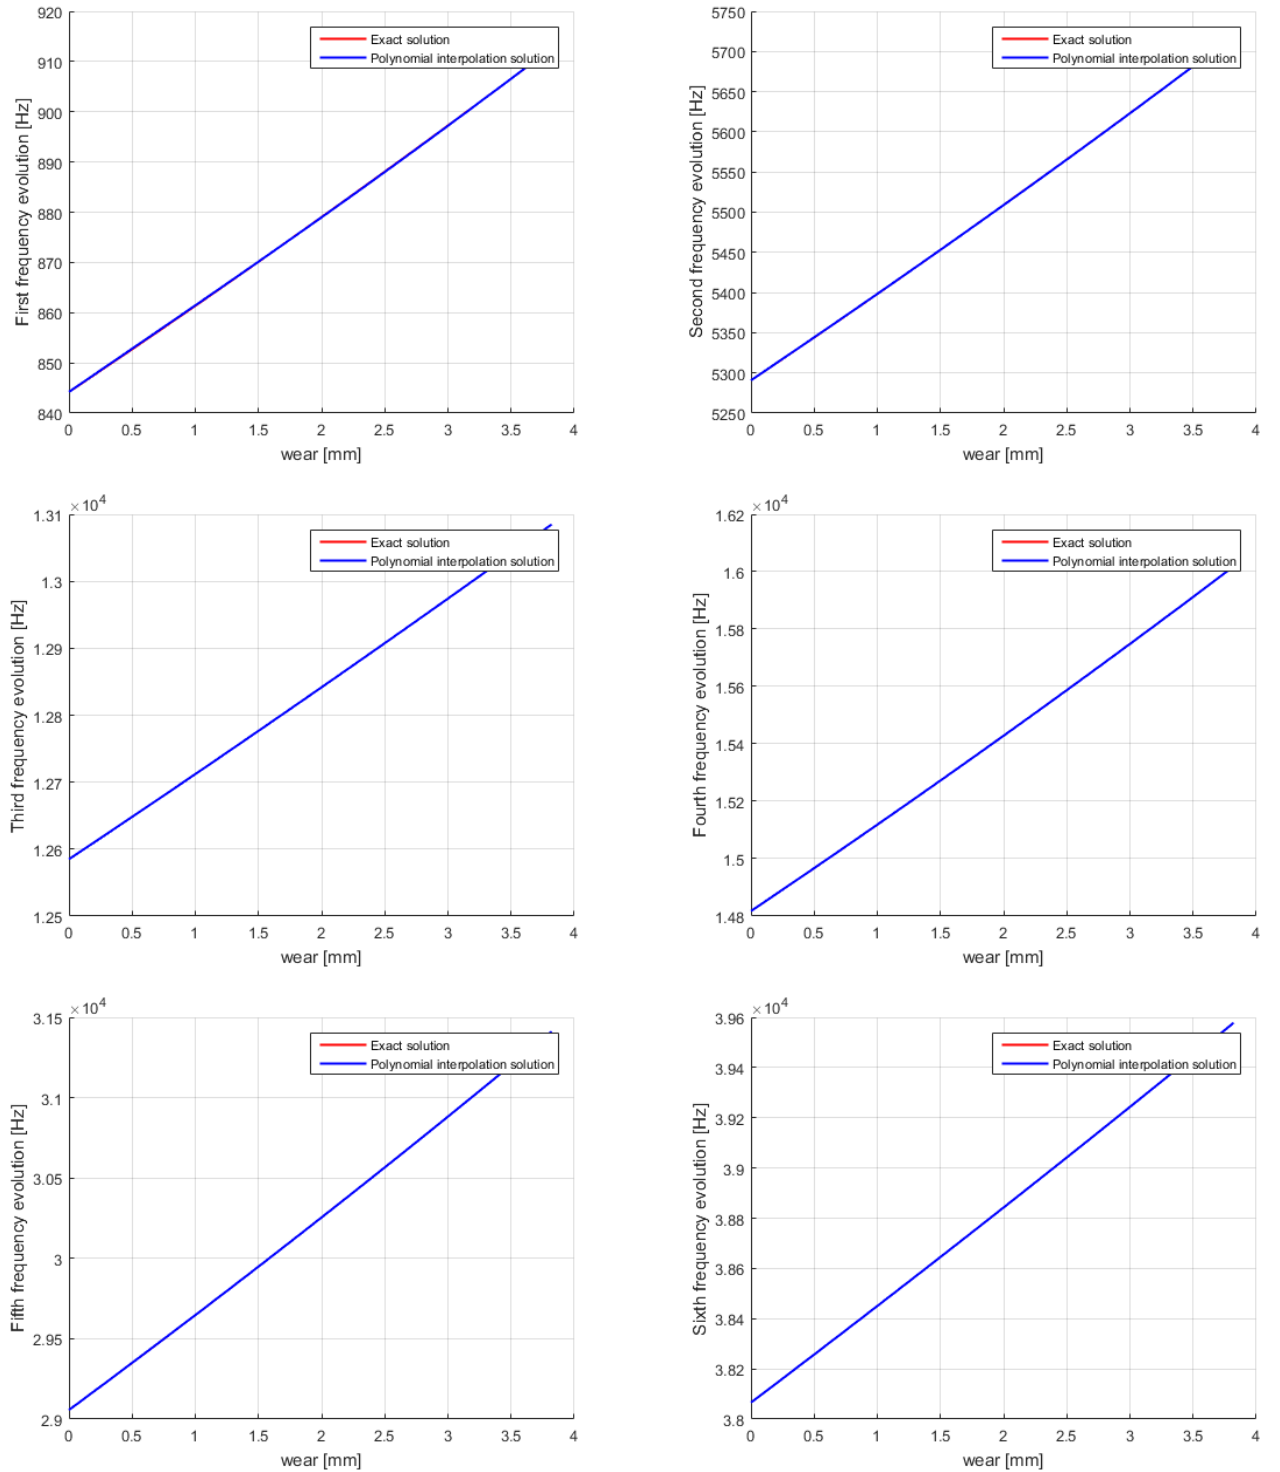 920
910
900
890
880
870
860
850
840
First frequency evolution [Hz]
Exact solution
Polynomial interpolation solution
0 0.5 1 1.5 2 2.5 3 3.5 4
wear [mm]
5750
5700
5650
5600
5550
5500
5450
5400
5350
5300
5250
Second frequency evolution [Hz]
Exact solution
Polynomial interpolation solution
0 0.5 1 1.5 2 2.5 3 3.5 4
wear [mm]
×10⁴
1.31
1.3
1.29
1.28
1.27
1.26
1.25
Third frequency evolution [Hz]
Exact solution
Polynomial interpolation solution
0 0.5 1 1.5 2 2.5 3 3.5 4
wear [mm]
×10⁴
1.62
1.6
1.58
1.56
1.54
1.52
1.5
1.48
Fourth frequency evolution [Hz]
Exact solution
Polynomial interpolation solution
0 0.5 1 1.5 2 2.5 3 3.5 4
wear [mm]
×10⁴
3.15
3.1
3.05
3
2.95
2.9
Fifth frequency evolution [Hz]
Exact solution
Polynomial interpolation solution
0 0.5 1 1.5 2 2.5 3 3.5 4
wear [mm]
×10⁴
3.96
3.94
3.92
3.9
3.88
3.86
3.84
3.82
3.8
Sixth frequency evolution [Hz]
Exact solution
Polynomial interpolation solution
0 0.5 1 1.5 2 2.5 3 3.5 4
wear [mm]